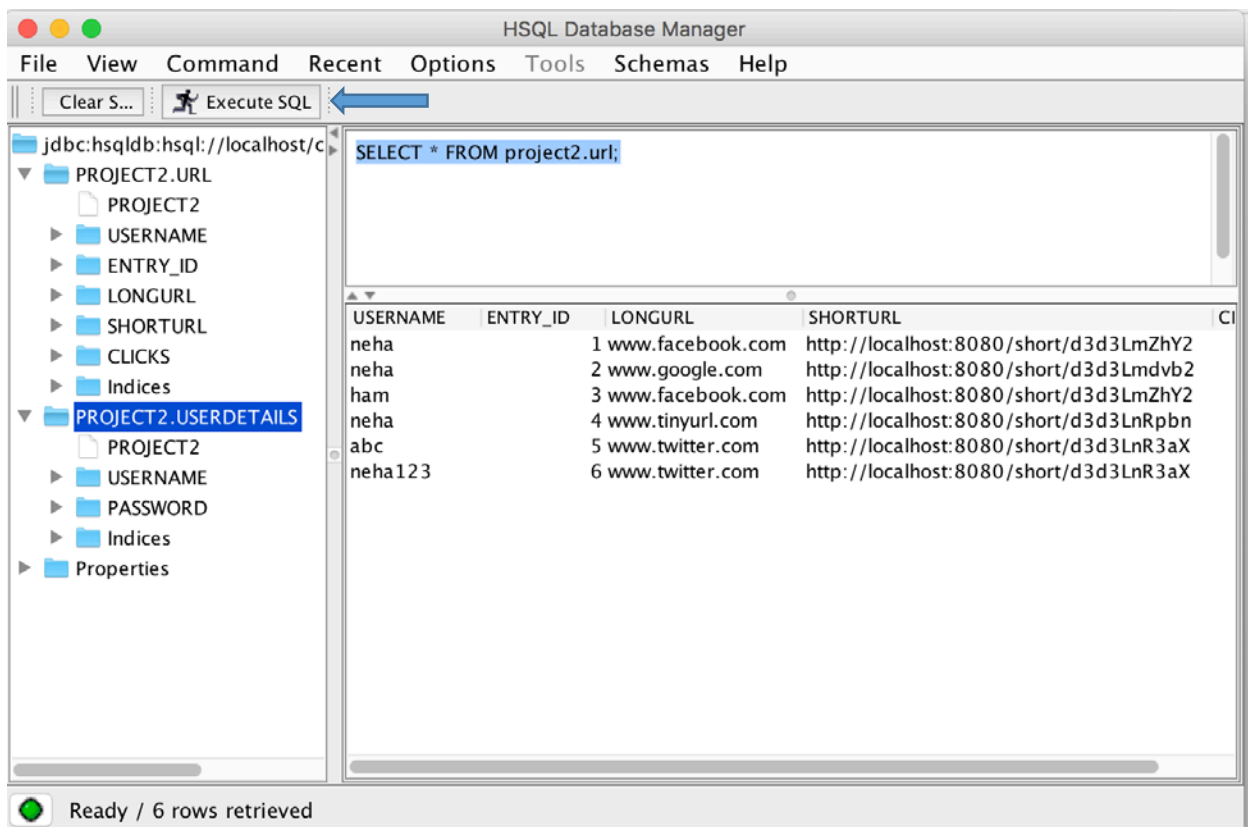 HSQL Database Manager
File View Command Recent Options Tools Schemas Help
Clear S... Execute SQL
jdbc:hsqldb:hsql://localhost/c
PROJECT2.URL
PROJECT2
USERNAME
ENTRY_ID
LONGURL
SHORTURL
CLICKS
Indices
PROJECT2.USERDETAILS
PROJECT2
USERNAME
PASSWORD
Indices
Properties
SELECT * FROM project2.url;
USERNAME ENTRY_ID LONGURL SHORTURL Cl
neha 1 www.facebook.com http://localhost:8080/short/d3d3LmZhY2
neha 2 www.google.com http://localhost:8080/short/d3d3Lmdvb2
ham 3 www.facebook.com http://localhost:8080/short/d3d3LmZhY2
neha 4 www.tinyurl.com http://localhost:8080/short/d3d3LnRpbn
abc 5 www.twitter.com http://localhost:8080/short/d3d3LnR3aX
neha123 6 www.twitter.com http://localhost:8080/short/d3d3LnR3aX
Ready / 6 rows retrieved